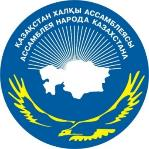 ҚАЗАҚСТАН ХАЛҚЫ АССАМБЛЕЯСЫ
АССАМБЛЕЯ НАРОДА КАЗАХСТАНА